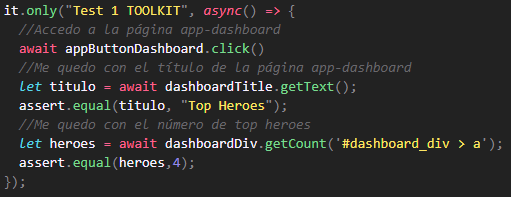 it.only("Test 1 TOOLKIT", async() => {
//Accedo a la página app-dashboard
await appButtonDashboard.click()
//Me quedo con el título de la página app-dashboard
let titulo = await dashboardTitle.getText();
assert.equal(titulo, "Top Heroes");
//Me quedo con el número de top heroes
let heroes = await dashboardDiv.getCount('#dashboard_div > a');
assert.equal(heroes,4);
});